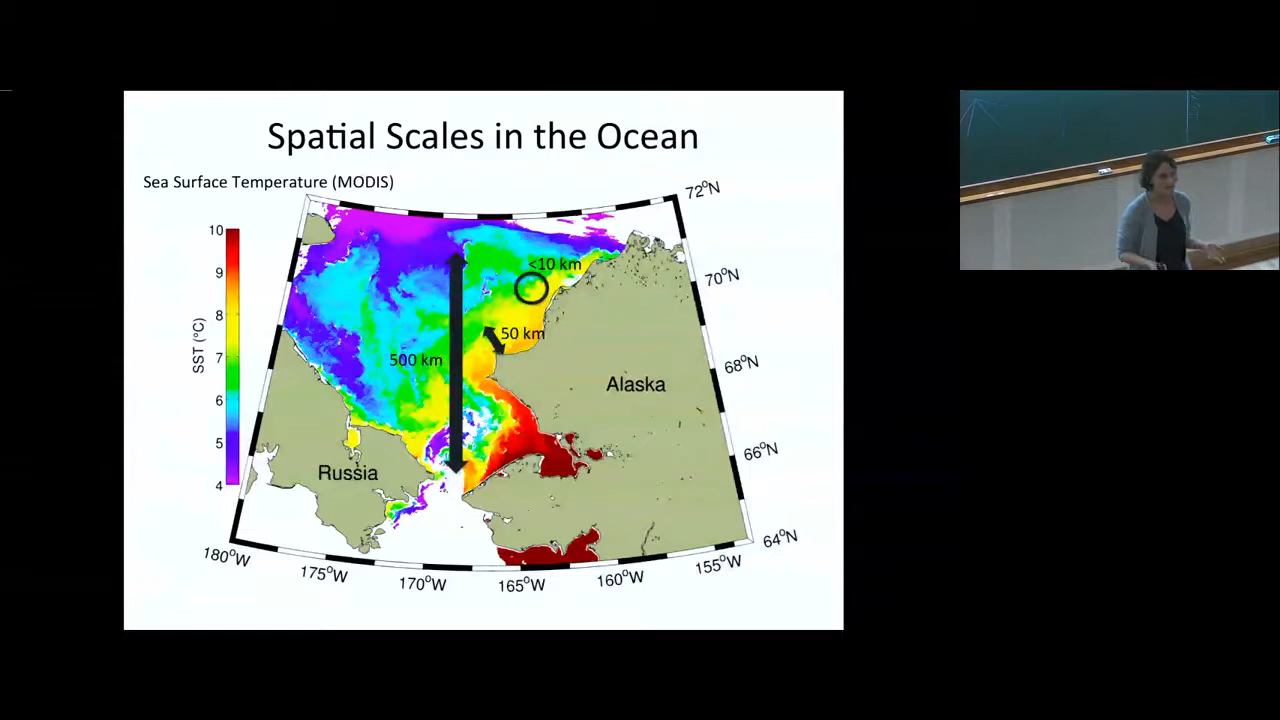 Spatial Scales in the Ocean
Sea Surface Temperature (MODIS)
72°N
10
<10 km
9
70°N
8
50 km
SST (°C)
7
500 km
68°N
Alaska
6
5
66°N
Russia
4
64°N
180°W
175°W
170°W
165°W
160°W
155°W